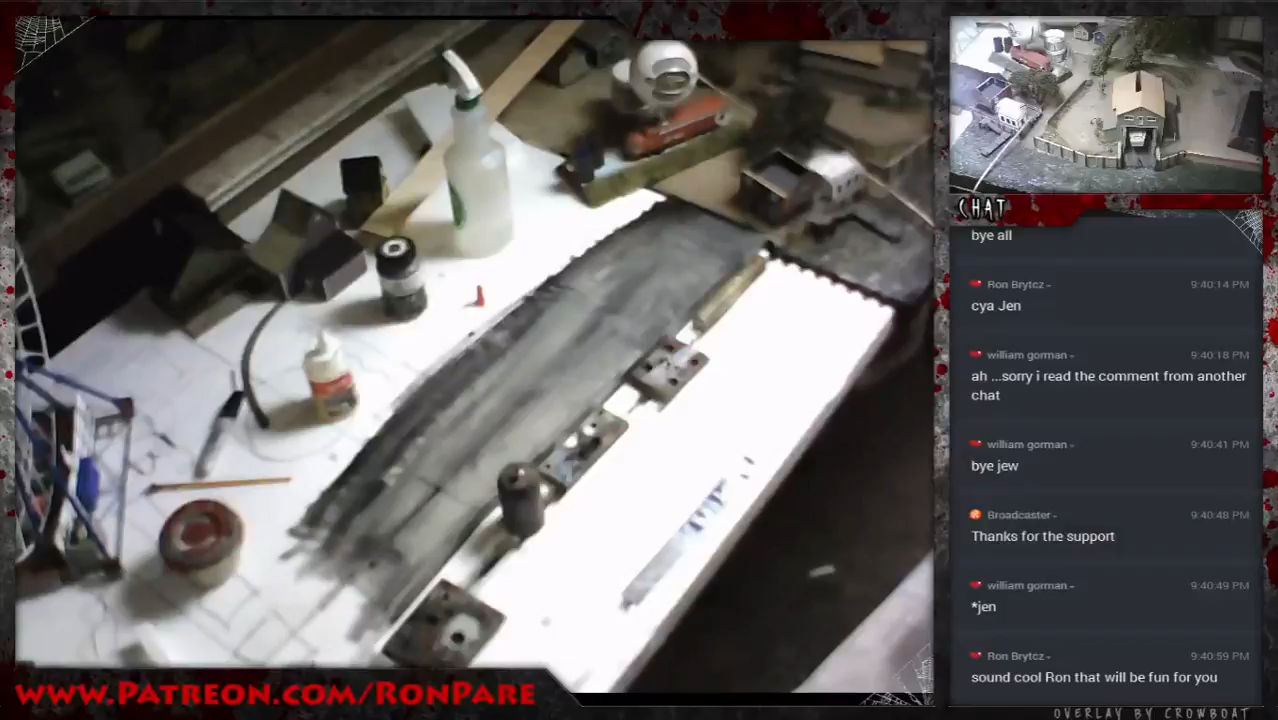 CHAT
bye all
Ron Brytcz - 9:40:14 PM
cya Jen
william gorman - 9:40:18 PM
ah ...sorry i read the comment from another
chat
william gorman - 9:40:41 PM
bye jew
Broadcaster - 9:40:48 PM
Thanks for the support
william gorman - 9:40:49 PM
*jen
Ron Brytcz - 9:40:59 PM
sound cool Ron that will be fun for you
www.Patreon.com/RonPare
OVERLAY BY CROWBOAT